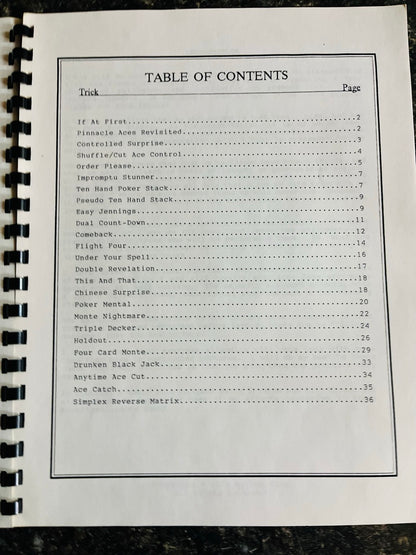 TABLE OF CONTENTS
Trick Page
If At First.....................................................2
Pinnacle Aces Revisited.........................................2
Controlled Surprise.............................................3
Shuffle/Cut Ace Control.........................................4
Order Please....................................................5
Impromptu Stunner...............................................7
Ten Hand Poker Stack............................................7
Pseudo Ten Hand Stack...........................................9
Easy Jennings...................................................9
Dual Count-Down................................................11
Comeback.......................................................12
Flight Four....................................................14
Under Your Spell...............................................16
Double Revelation..............................................17
This And That..................................................18
Chinese Surprise...............................................18
Poker Mental...................................................20
Monte Nightmare................................................22
Triple Decker..................................................24
Holdout........................................................26
Four Card Monte................................................29
Drunken Black Jack.............................................33
Anytime Ace Cut................................................34
Ace Catch......................................................35
Simplex Reverse Matrix.........................................36